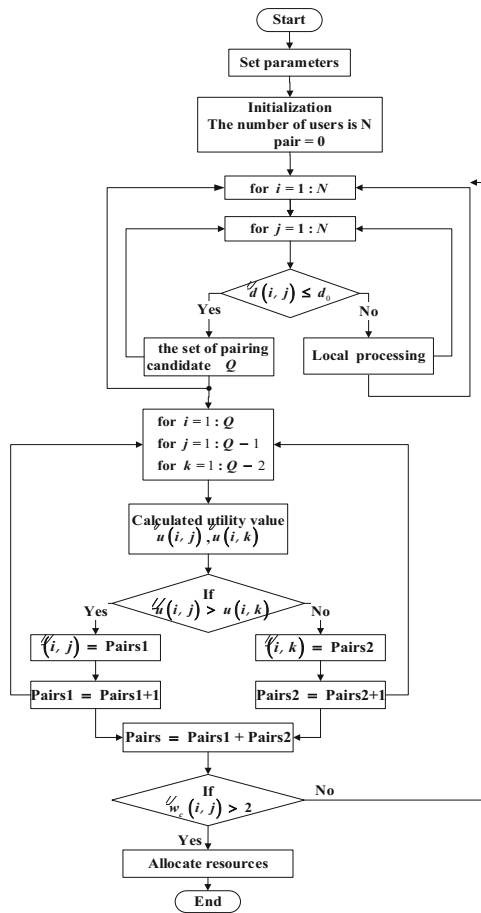 Start
Set parameters
Initialization
The number of users is N
pair = 0
for i = 1 : N
for j = 1 : N
d (i, j) ≤ d₀
Yes
No
the set of pairing
candidate Q
Local processing
for i = 1 : Q
for j = 1 : Q − 1
for k = 1 : Q − 2
Calculated utility value
u (i, j) , u (i, k)
If
u (i, j) > u (i, k)
Yes
No
(i, j) = Pairs1
(i, k) = Pairs2
Pairs1 = Pairs1+1
Pairs2 = Pairs2+1
Pairs = Pairs1 + Pairs2
If
w_c (i, j) > 2
No
Yes
Allocate resources
End